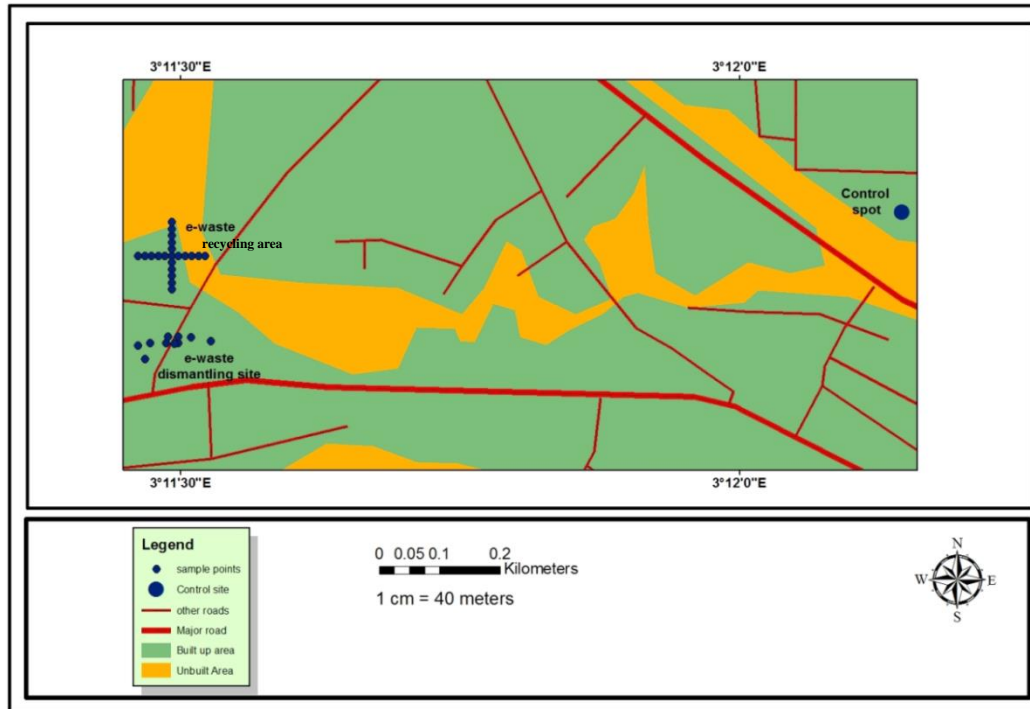 3°11'30"E 3°12'0"E
Control
spot
e-waste
recycling area
e-waste
dismantling site
3°11'30"E 3°12'0"E
Legend
sample points
Control site
other roads
Major road
Built up area
Unbuilt Area
0 0.05 0.1 0.2
Kilometers
1 cm = 40 meters
N
W E
S